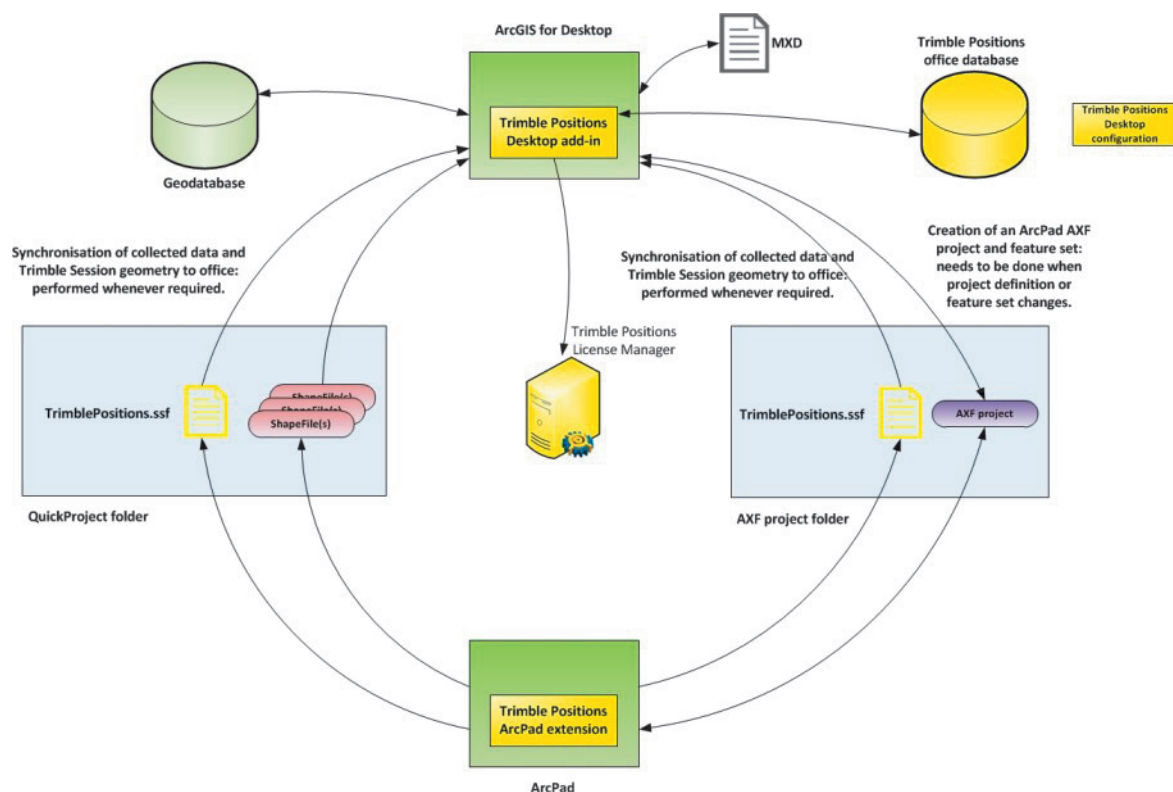 ArcGIS for Desktop
MXD
Trimble Positions
office database
Trimble Positions
Desktop
configuration
Trimble Positions
Desktop add-in
Geodatabase
Synchronisation of collected data and
Trimble Session geometry to office:
performed whenever required.
Synchronisation of collected data and
Trimble Session geometry to office:
performed whenever required.
Creation of an ArcPad AXF
project and feature set:
needs to be done when
project definition or
feature set changes.
Trimble Positions
License Manager
TrimblePositions.ssf
ShapeFile(s)
ShapeFile(s)
ShapeFile(s)
TrimblePositions.ssf
AXF project
QuickProject folder
AXF project folder
Trimble Positions
ArcPad extension
ArcPad